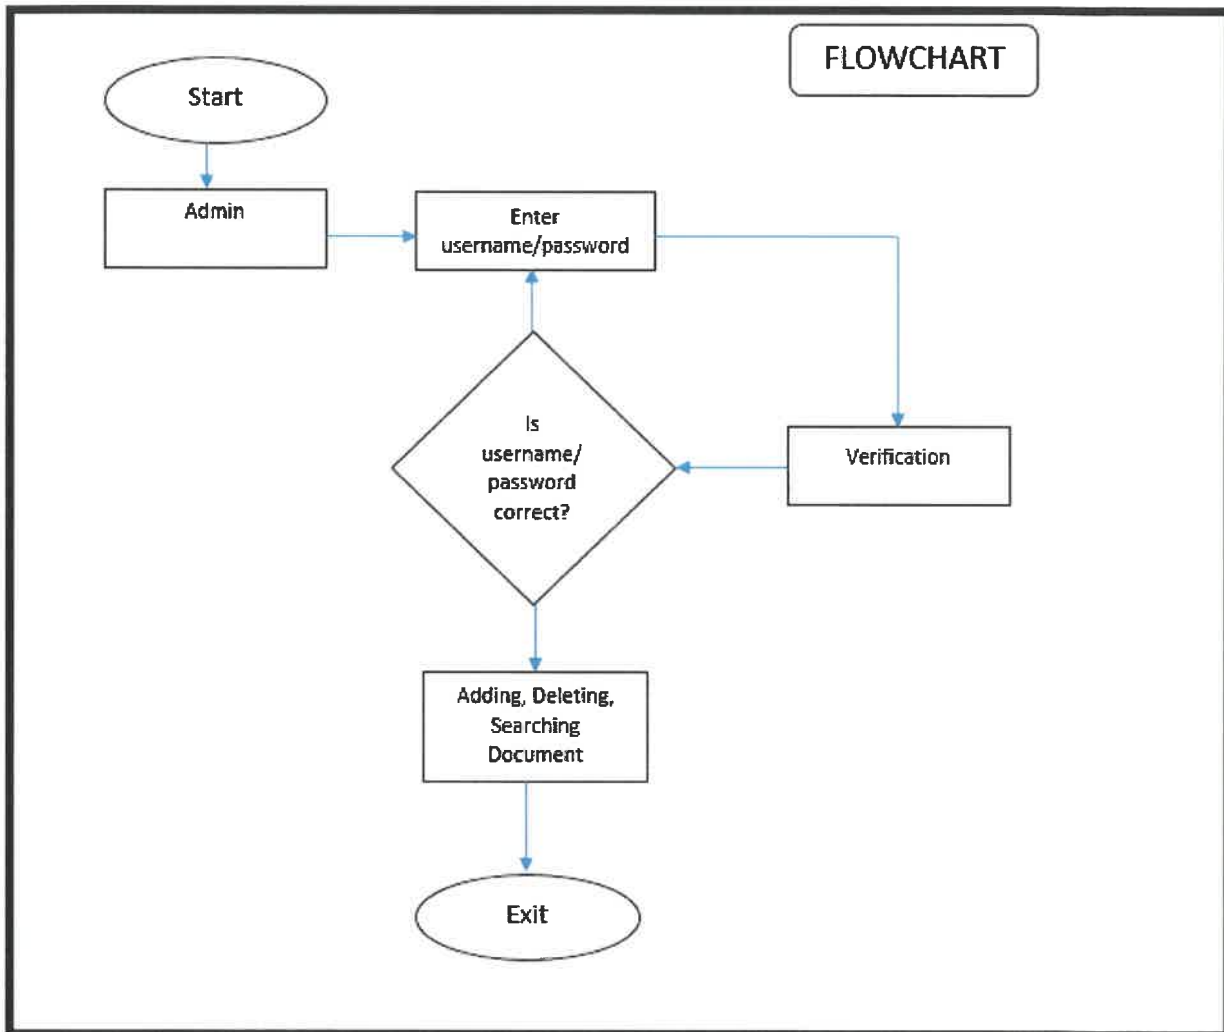 FLOWCHART
Start
Admin
Enter
username/password
Is
username/
password
correct?
Verification
Adding, Deleting,
Searching
Document
Exit